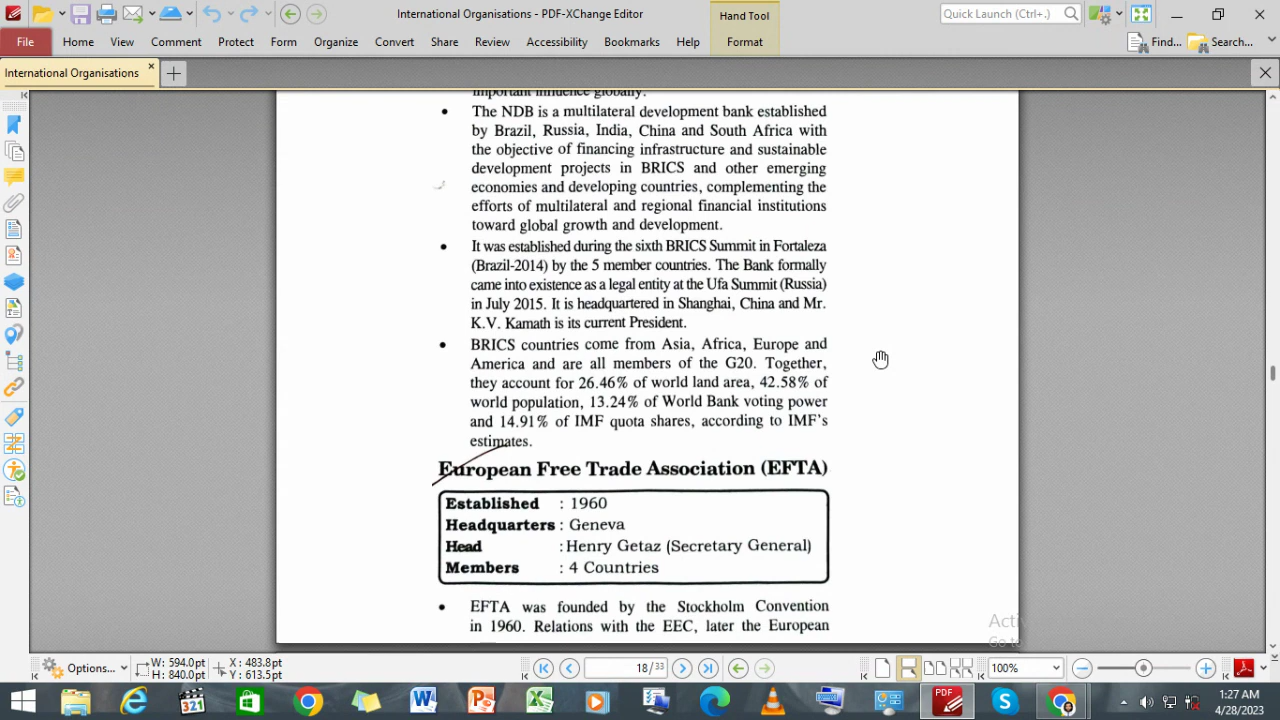 International Organisations - PDF-XChange Editor
Hand Tool
Quick Launch (Ctrl+.)
File Home View Comment Protect Form Organize Convert Share Review Accessibility Bookmarks Help Format
Find... Search...
International Organisations
important influence globally.
• The NDB is a multilateral development bank established
by Brazil, Russia, India, China and South Africa with
the objective of financing infrastructure and sustainable
development projects in BRICS and other emerging
economies and developing countries, complementing the
efforts of multilateral and regional financial institutions
toward global growth and development.
• It was established during the sixth BRICS Summit in Fortaleza
(Brazil-2014) by the 5 member countries. The Bank formally
came into existence as a legal entity at the Ufa Summit (Russia)
in July 2015. It is headquartered in Shanghai, China and Mr.
K.V. Kamath is its current President.
• BRICS countries come from Asia, Africa, Europe and
America and are all members of the G20. Together,
they account for 26.46% of world land area, 42.58% of
world population, 13.24% of World Bank voting power
and 14.91% of IMF quota shares, according to IMF's
estimates.
European Free Trade Association (EFTA)
Established : 1960
Headquarters : Geneva
Head : Henry Getaz (Secretary General)
Members : 4 Countries
• EFTA was founded by the Stockholm Convention
in 1960. Relations with the EEC, later the European
Options...
W: 594.0pt
H: 840.0pt
X: 483.8pt
Y: 613.5pt
18 / 33
100%
321
PDF
1:27 AM
4/28/2023